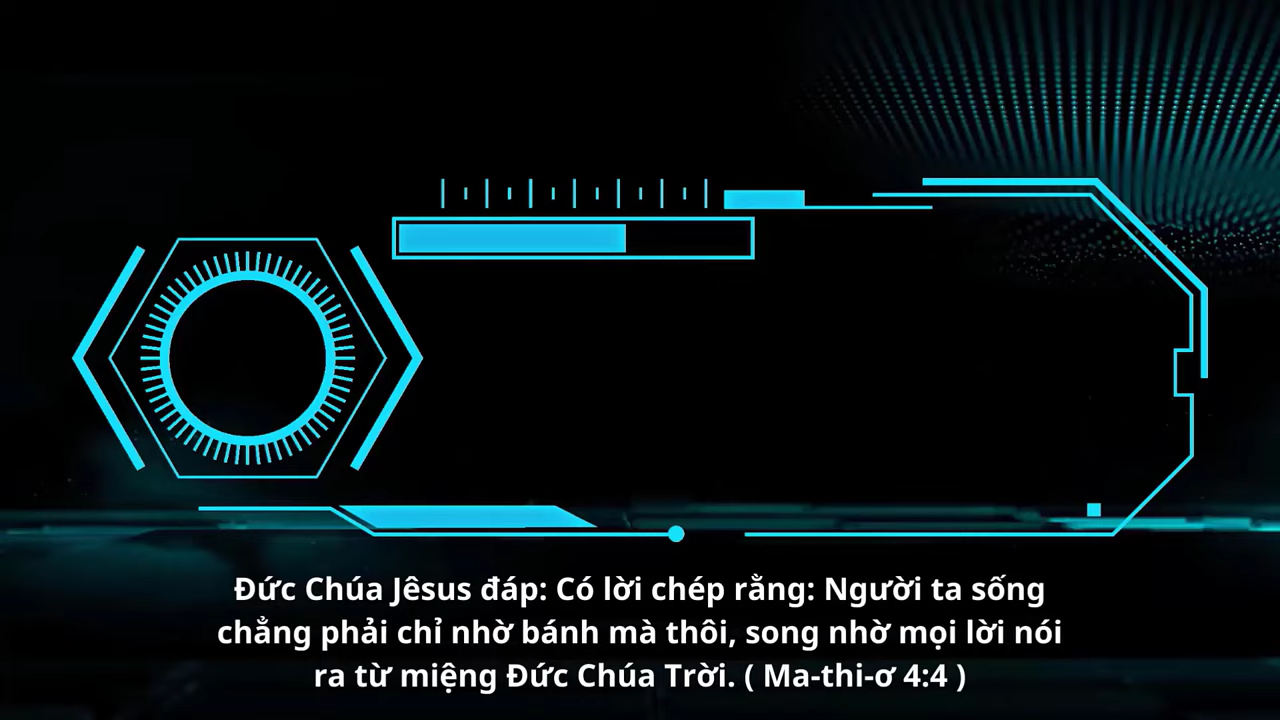 Đức Chúa Jêsus đáp: Có lời chép rằng: Người ta sống
chẳng phải chỉ nhờ bánh mà thôi, song nhờ mọi lời nói
ra từ miệng Đức Chúa Trời. ( Ma-thi-ơ 4:4 )